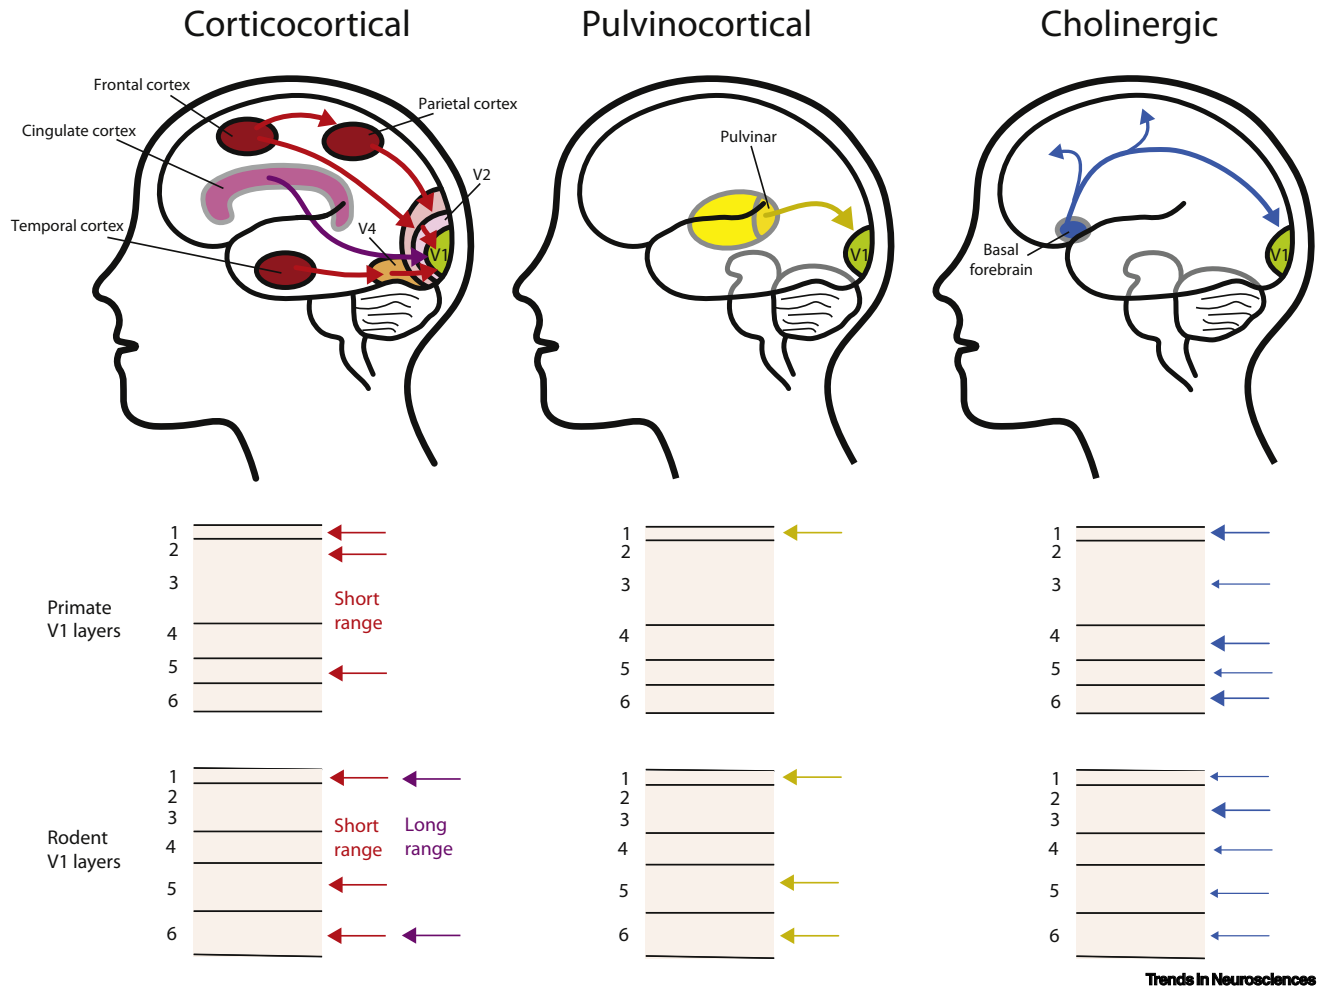 Corticocortical
Pulvinocortical
Cholinergic
Frontal cortex
Parietal cortex
Cingulate cortex
V2
Temporal cortex
V4
V1
Pulvinar
V1
Basal
forebrain
V1
Primate
V1 layers
1
2
3
4
5
6
Short
range
1
2
3
4
5
6
1
2
3
4
5
6
Rodent
V1 layers
1
2
3
4
5
6
Short
range
Long
range
1
2
3
4
5
6
1
2
3
4
5
6
Trends in Neurosciences